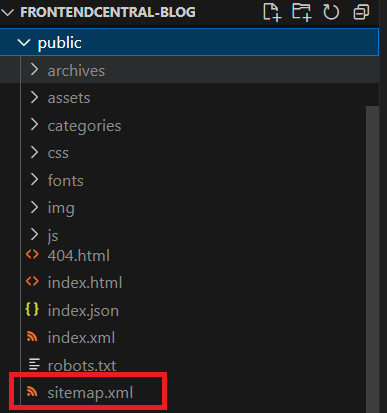 FRONTENDCENTRAL-BLOG
public
archives
assets
categories
css
fonts
img
js
404.html
index.html
index.json
index.xml
robots.txt
sitemap.xml